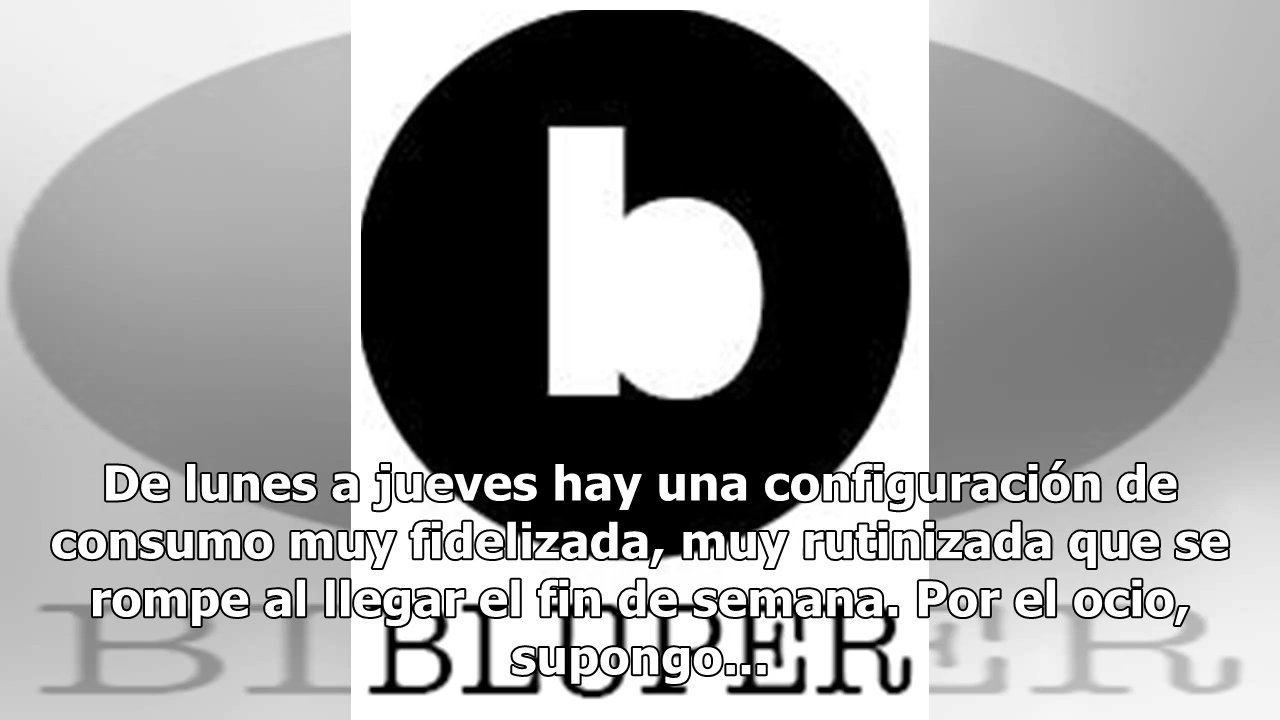 b
De lunes a jueves hay una configuración de
consumo muy fidelizada, muy rutinizada que se
rompe al llegar el fin de semana. Por el ocio,
supongo...
BLUPER